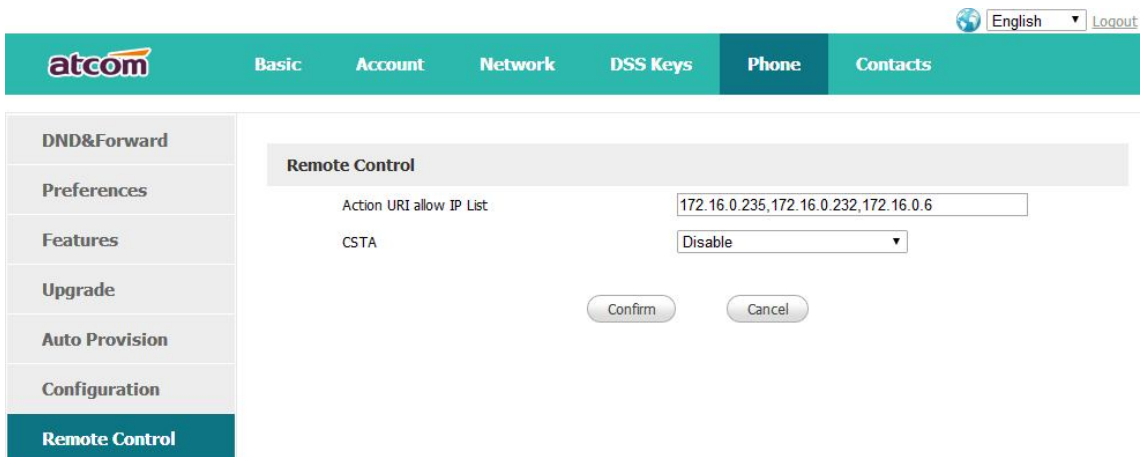 English Logout
atcom Basic Account Network DSS Keys Phone Contacts
DND&Forward
Remote Control
Preferences
Action URI allow IP List 172.16.0.235,172.16.0.232,172.16.0.6
Features
CSTA Disable
Upgrade
Confirm Cancel
Auto Provision
Configuration
Remote Control